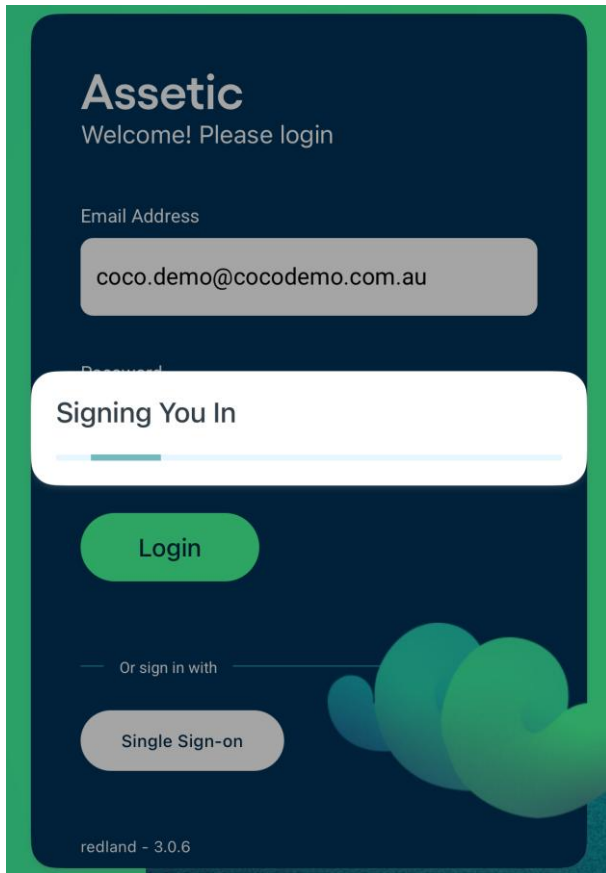 Assetic
Welcome! Please login
Email Address
coco.demo@cocodemo.com.au
Password
Signing You In
Login
Or sign in with
Single Sign-on
redland - 3.0.6